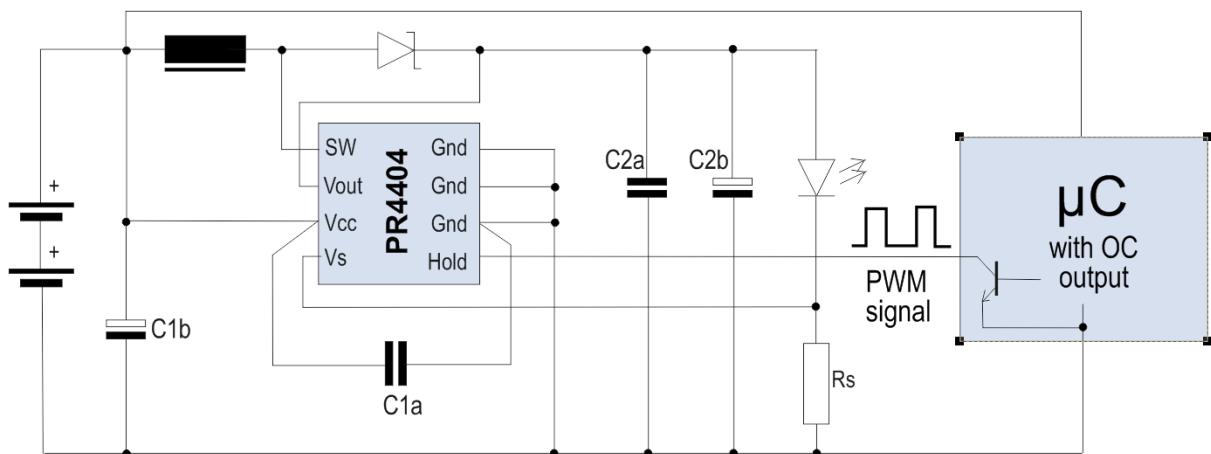 +
+
C1b
SW
Vout
Vcc
Vs
PR4404
Gnd
Gnd
Gnd
Hold
C1a
C2a
C2b
Rs
PWM
signal
µC
with OC
output